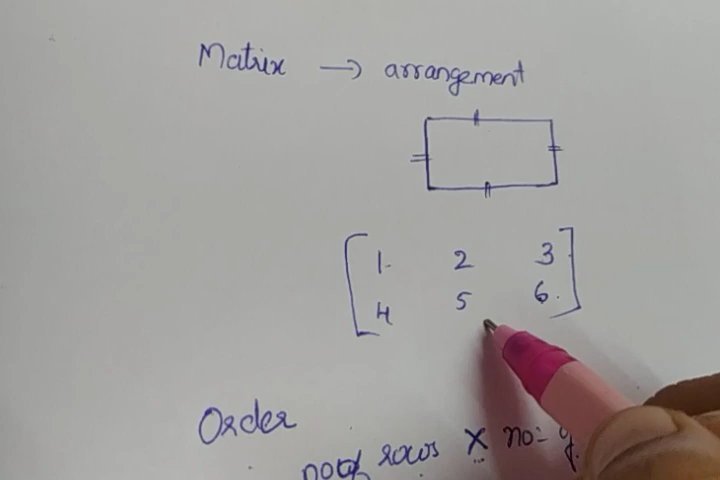 Matrix → arrangement
1 2 3
4 5 6
Order
no of rows X no: